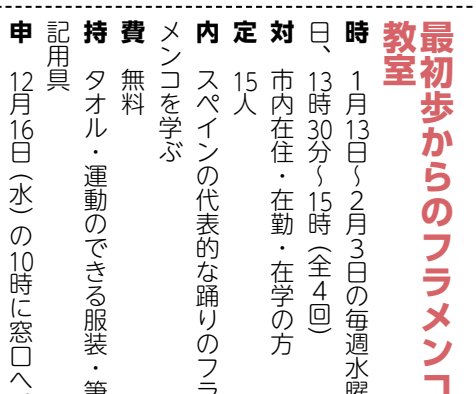 最初歩からのフラメンコ
教室
時 1月13日～2月3日の毎週水曜
日、13時30分～15時（全4回）
対 市内在住・在勤・在学の方
定 15人
内 スペインの代表的な踊りのフラ
メンコを学ぶ
費 無料
持 タオル・運動のできる服装・筆
記用具
申 12月16日（水）の10時に窓口へ